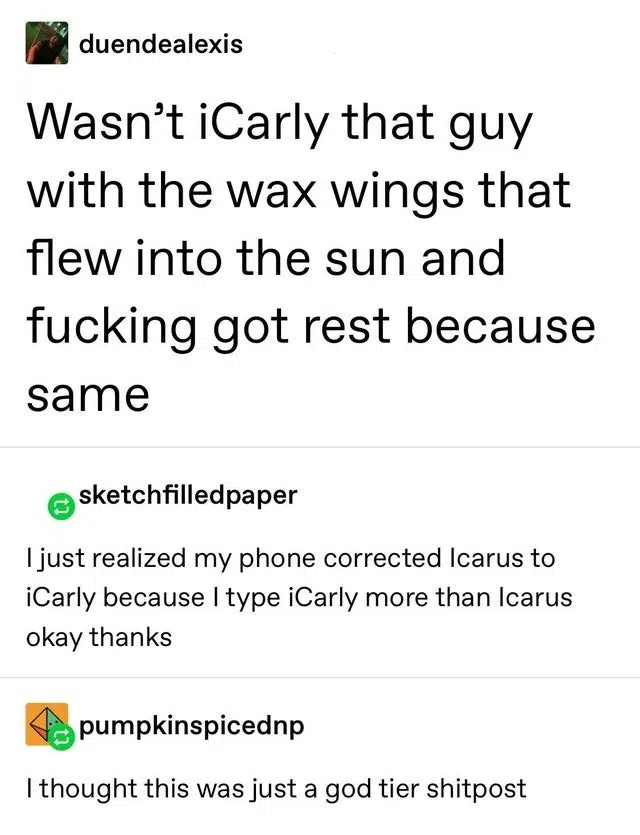 duendealexis
Wasn’t iCarly that guy
with the wax wings that
flew into the sun and
fucking got rest because
same
sketchfilledpaper
I just realized my phone corrected Icarus to
iCarly because I type iCarly more than Icarus
okay thanks
pumpkinspicednp
I thought this was just a god tier shitpost